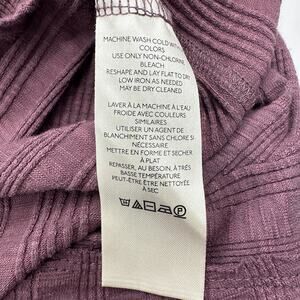 MACHINE WASH COLD WITH
COLORS
USE ONLY NON-CHLORINE
BLEACH
RESHAPE AND LAY FLAT TO DRY
LOW IRON AS NEEDED
MAY BE DRY CLEANED
LAVER À LA MACHINE À L'EAU
FROIDE AVEC COULEURS
SIMILAIRES
UTILISER UN AGENT DE
BLANCHIMENT SANS CHLORE SI
NÉCESSAIRE
METTRE EN FORME ET SÉCHER
À PLAT
REPASSER, AU BESOIN, À TRÈS
BASSE TEMPÉRATURE
PEUT-ÊTRE ÊTRE NETTOYÉE
À SEC